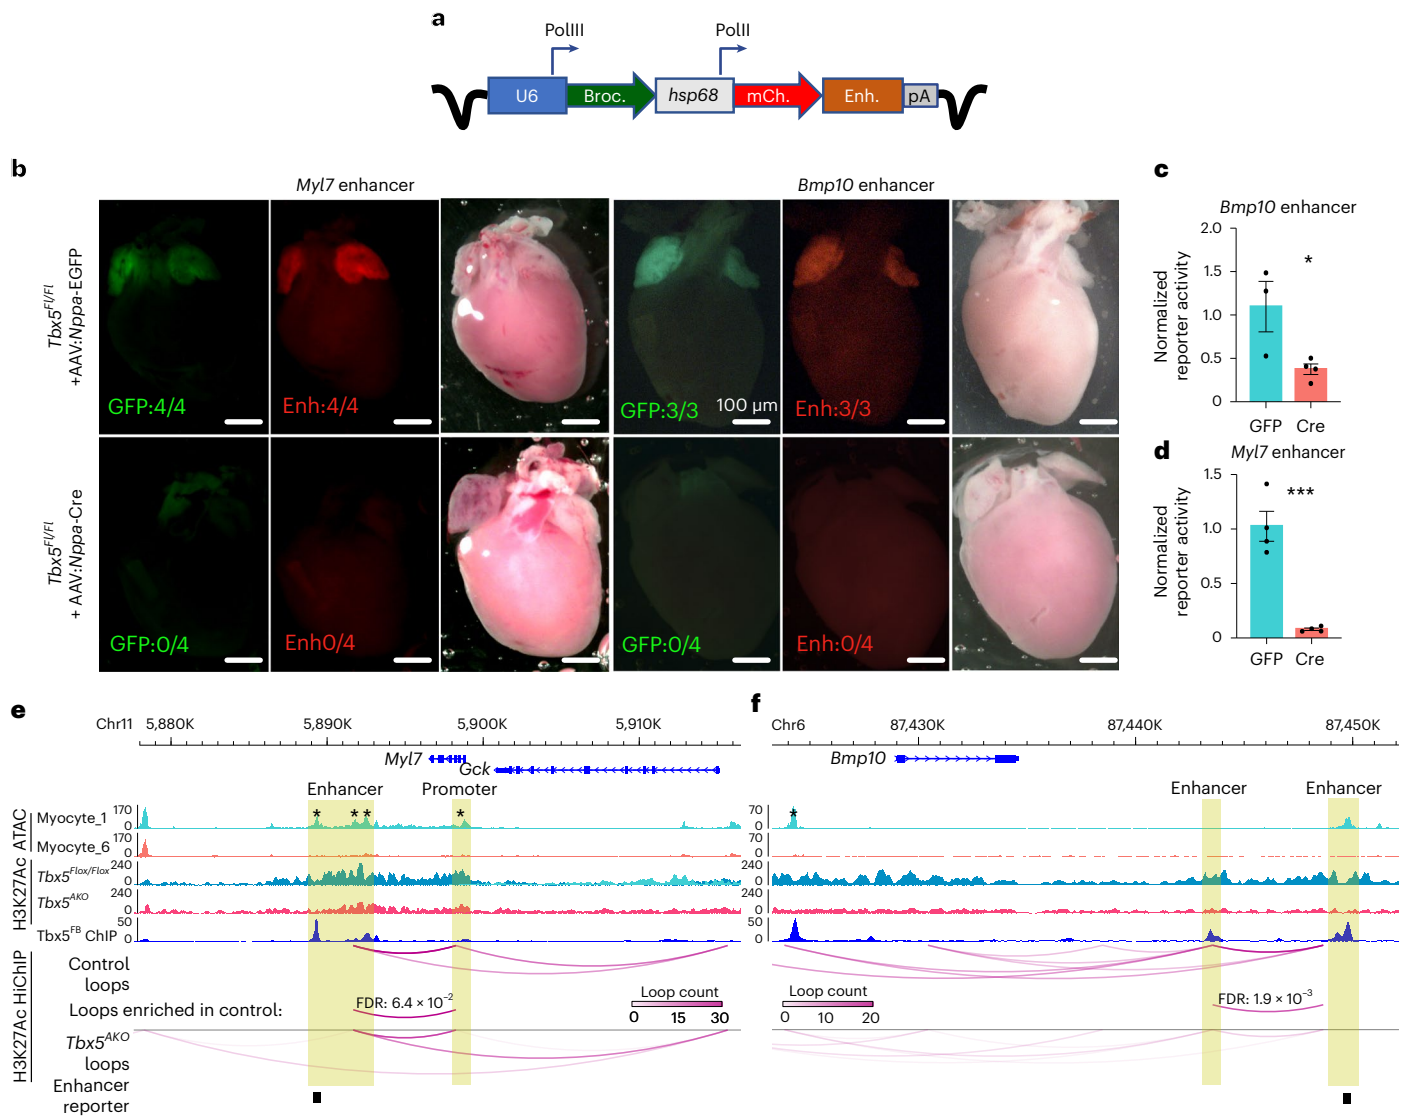 a
PolIII
PolII
U6
Broc.
hsp68
mCh.
Enh.
pA
b
Myl7 enhancer
Bmp10 enhancer
Tbx5Fl/Fl
+AAV:Nppa-EGFP
GFP:4/4
Enh:4/4
GFP:3/3
100 µm
Enh:3/3
Tbx5Fl/Fl
+ AAV:Nppa-Cre
GFP:0/4
Enh0/4
GFP:0/4
Enh:0/4
c
Bmp10 enhancer
Normalized
reporter activity
2.0
1.5
1.0
0.5
0
*
GFP Cre
d
Myl7 enhancer
Normalized
reporter activity
1.5
1.0
0.5
0
***
GFP Cre
e
Chr11 5,880K 5,890K 5,900K 5,910K
Myl7
Gck
Enhancer Promoter
ATAC
Myocyte_1 170 0
* * * *
Myocyte_6 170 0
H3K27Ac
Tbx5Flox/Flox 240 0
Tbx5AKO 240 0
Tbx5FB ChIP 50 0
H3K27Ac HiChIP
Control
loops
Loops enriched in control:
FDR: 6.4 × 10−2
Loop count
0 15 30
Tbx5AKO
loops
Enhancer
reporter
f
Chr6 87,430K 87,440K 87,450K
Bmp10
Enhancer Enhancer
70 0
*
70 0
240 0
240 0
50 0
Loop count
0 10 20
FDR: 1.9 × 10−3